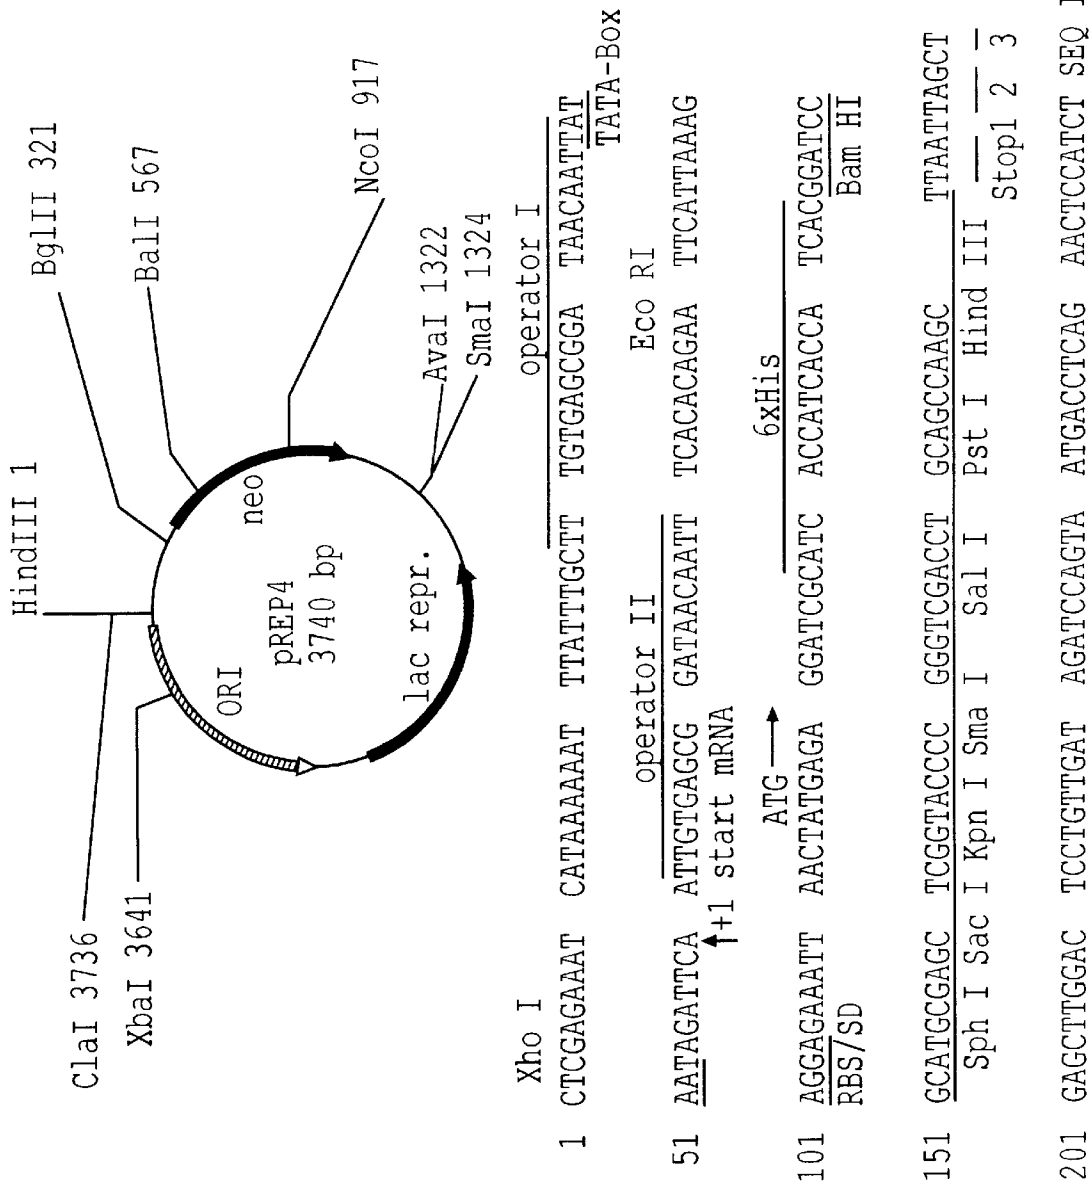 HindIII 1
ClaI 3736
XbaI 3641
BglII 321
BalI 567
NcoI 917
AvaI 1322
SmaI 1324
ORI
neo
pREP4
3740 bp
lac repr.
Xho I
operator I
1 CTCGAGAAAT CATAAAAAAT TTATTTGCTT TGTGAGCGGA TAACAATTAT
TATA-Box
operator II
Eco RI
51 AATAGATTCA ATTGTGAGCG GATAACAATT TCACACAGAA TTCATTAAAG
+1 start mRNA
ATG
6xHis
101 AGGAGAAATT AACTATGAGA GGATCGCATC ACCATCACCA TCACGGATCC
RBS/SD
Bam HI
151 GCATGCGAGC TCGGTACCCC GGGTCGACCT GCAGCCAAGC TTAATTAGCT
Sph I Sac I Kpn I Sma I Sal I Pst I Hind III
Stop1 2 3
201 GAGCTTGGAC TCCTGTTGAT AGATCCAGTA ATGACCTCAG AACTCCATCT SEQ